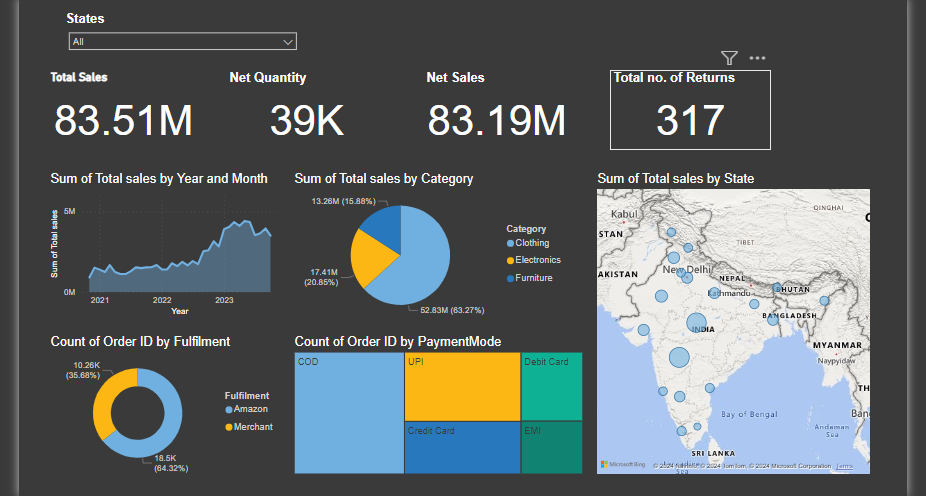 States
All
Total Sales
Net Quantity
Net Sales
Total no. of Returns
83.51M
39K
83.19M
317
Sum of Total sales by Year and Month
Sum of Total sales
5M
0M
2021
2022
2023
Year
Sum of Total sales by Category
13.26M (15.88%)
17.41M
(20.85%)
52.83M (63.27%)
Category
Clothing
Electronics
Furniture
Sum of Total sales by State
Kabul
QINGHAI
STAN
TIBET
AKISTAN
New Delhi
NEPAL
Kathmandu
BHUTAN
BANGLADESH
INDIA
MYANMAR
Naypyidaw
TH
Bay of Bengal
Ban
Andaman
Sea
SRI LANKA
Microsoft Bing
© 2024 TomTom, © 2024 Microsoft Corporation
Terms
Count of Order ID by Fulfilment
10.26K
(35.68%)
18.5K
(64.32%)
Fulfilment
Amazon
Merchant
Count of Order ID by PaymentMode
COD
UPI
Debit Card
Credit Card
EMI